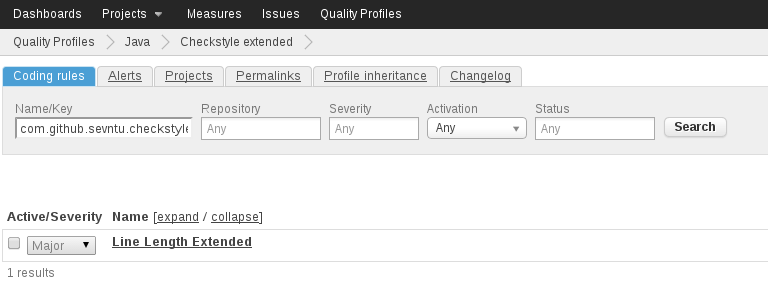 Dashboards Projects Measures Issues Quality Profiles
Quality Profiles Java Checkstyle extended
Coding rules Alerts Projects Permalinks Profile inheritance Changelog
Name/Key Repository Severity Activation Status
com.github.sevntu.checkstyle Any Any Any Any Search
Active/Severity Name [expand / collapse]
Major Line Length Extended
1 results